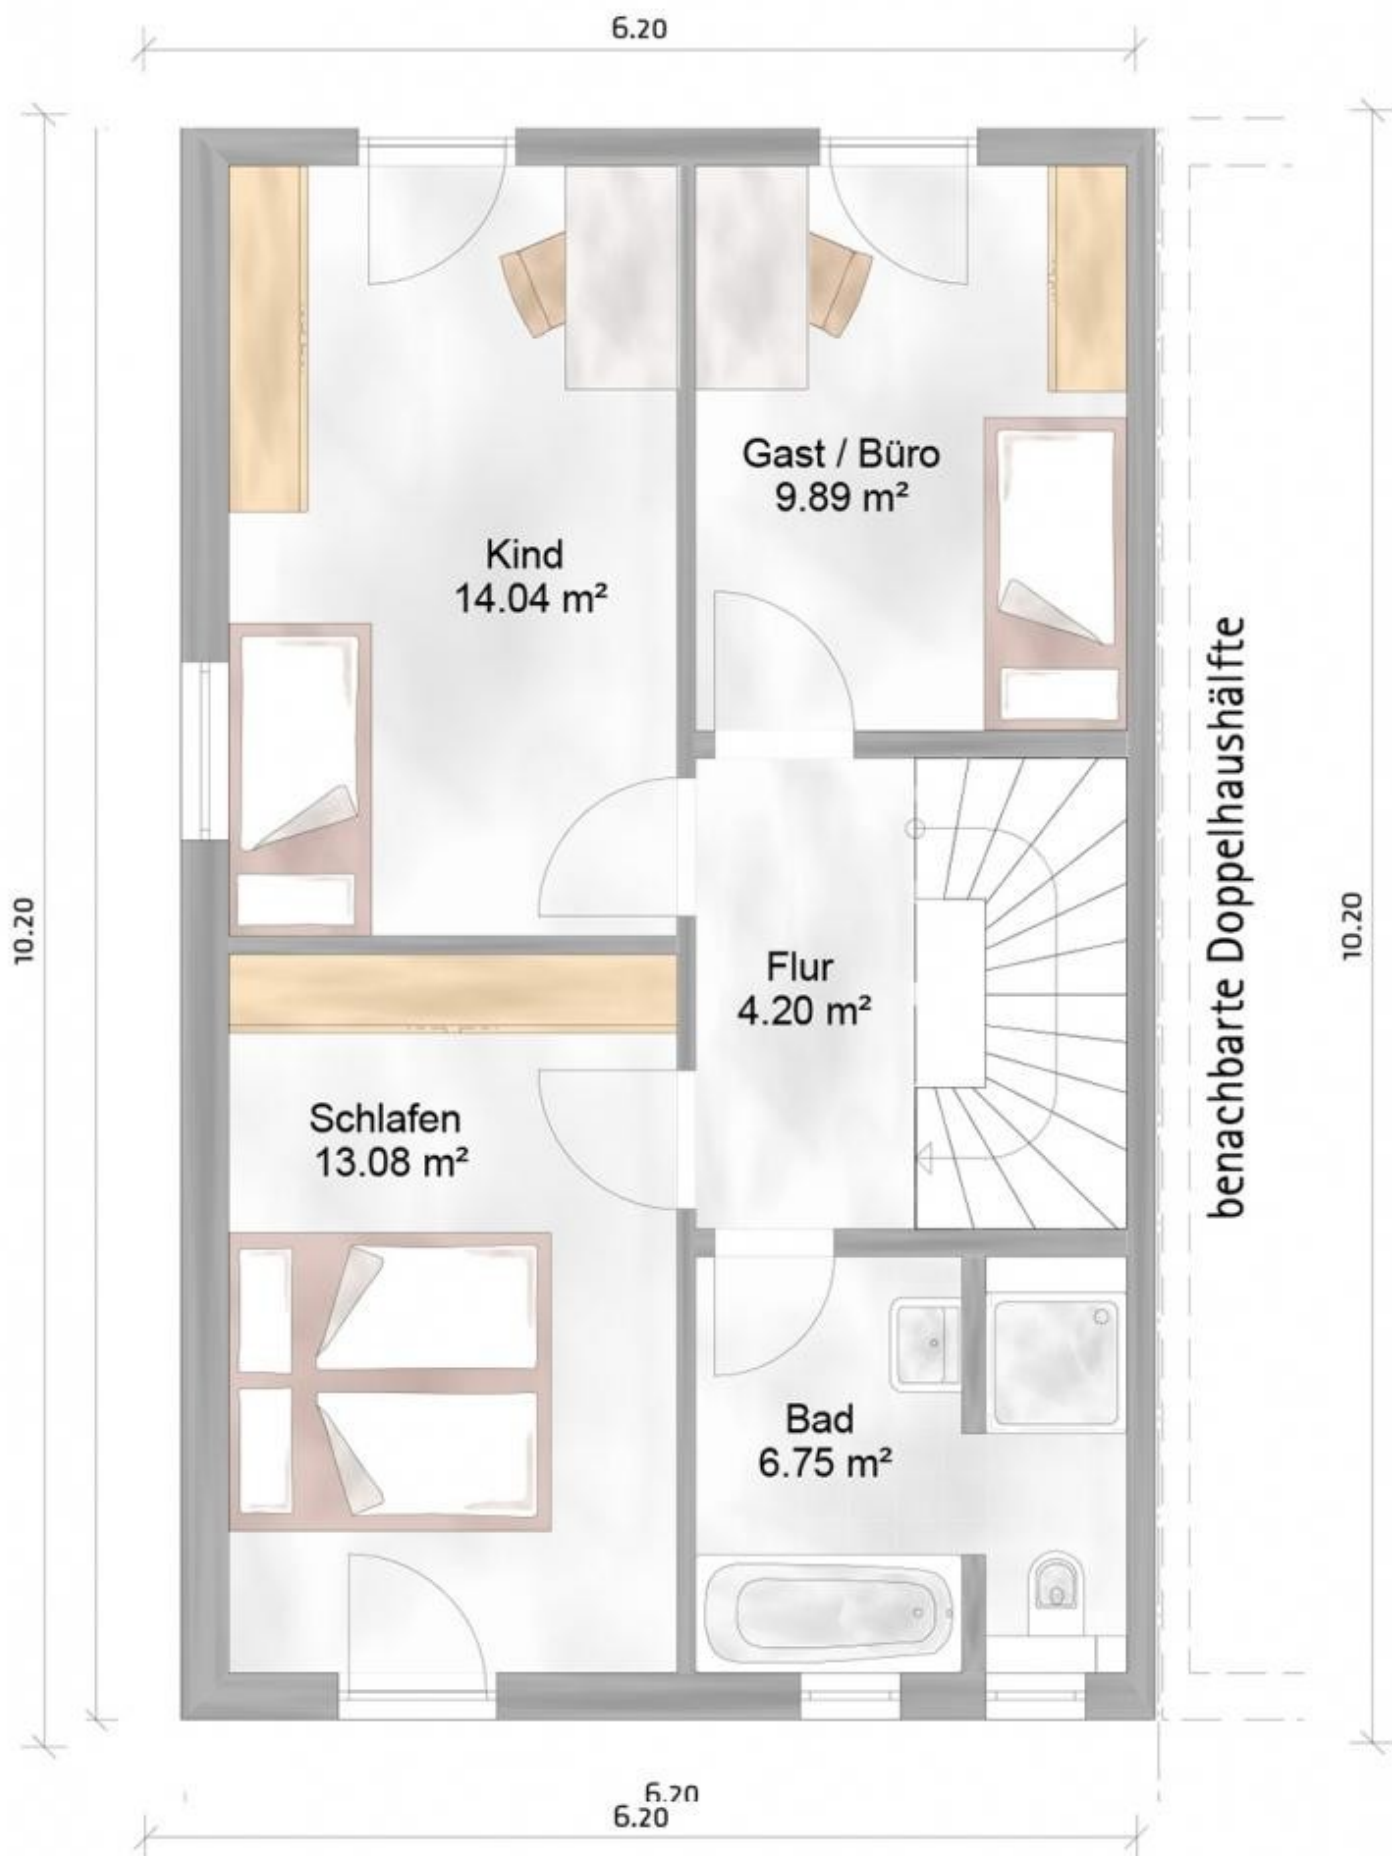 6.20
Gast / Büro
9.89 m²
Kind
14.04 m²
benachbarte Doppelhaushälfte
10.20
10.20
Flur
4.20 m²
Schlafen
13.08 m²
Bad
6.75 m²
6.20
6.20